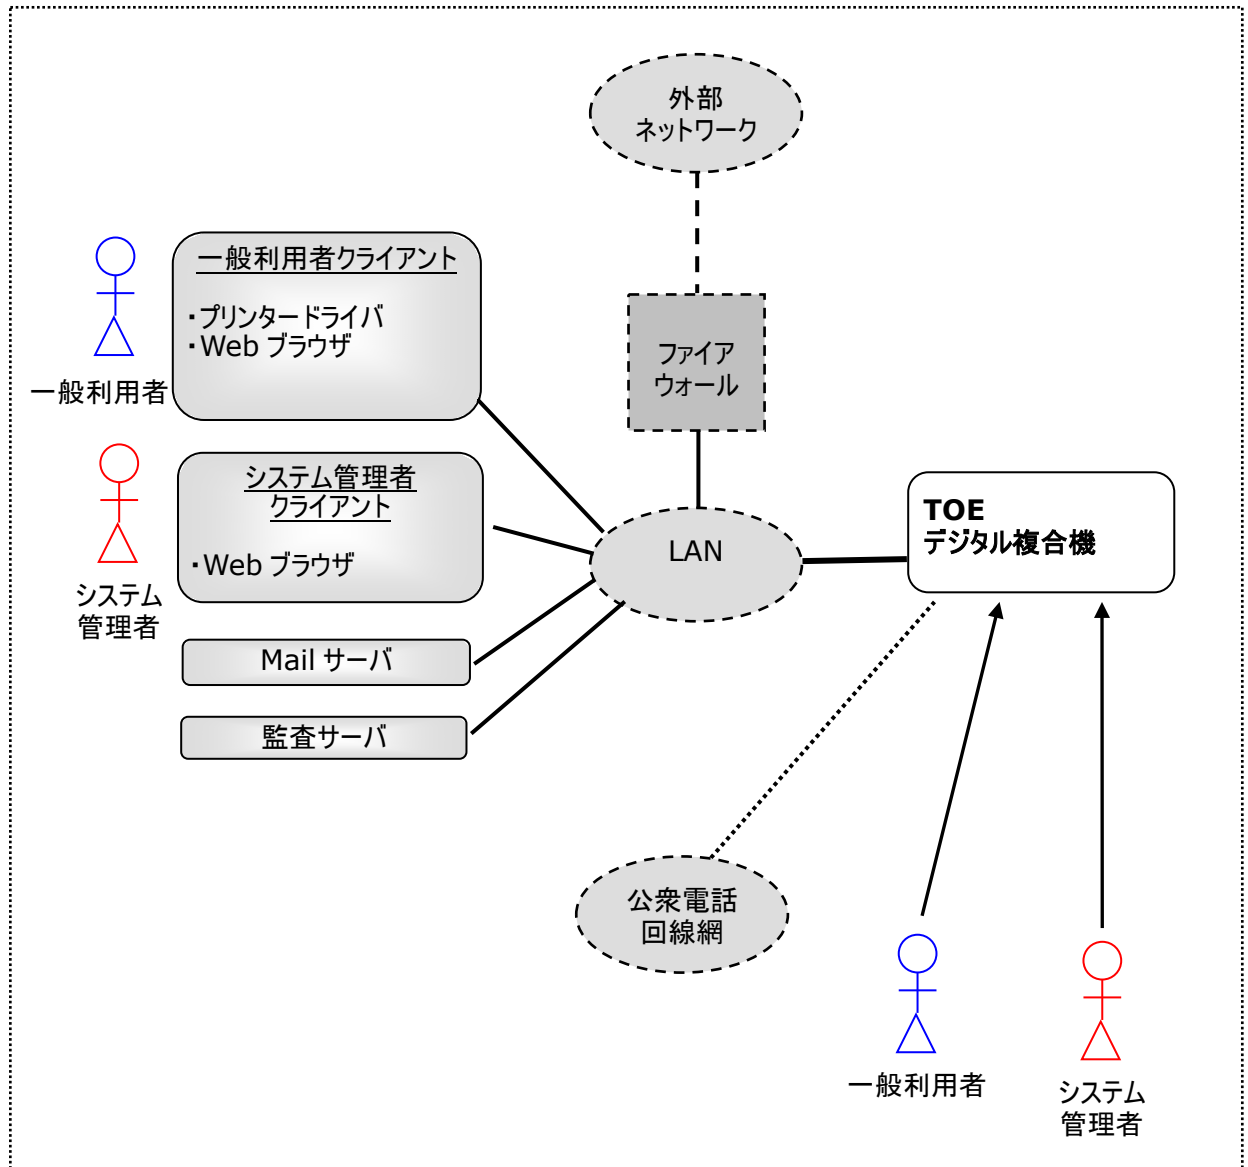 外部
ネットワーク
一般利用者クライアント
・プリンタードライバ
・Web ブラウザ
一般利用者
ファイア
ウォール
システム管理者
クライアント
・Web ブラウザ
システム
管理者
LAN
TOE
デジタル複合機
Mail サーバ
監査サーバ
公衆電話
回線網
一般利用者
システム
管理者